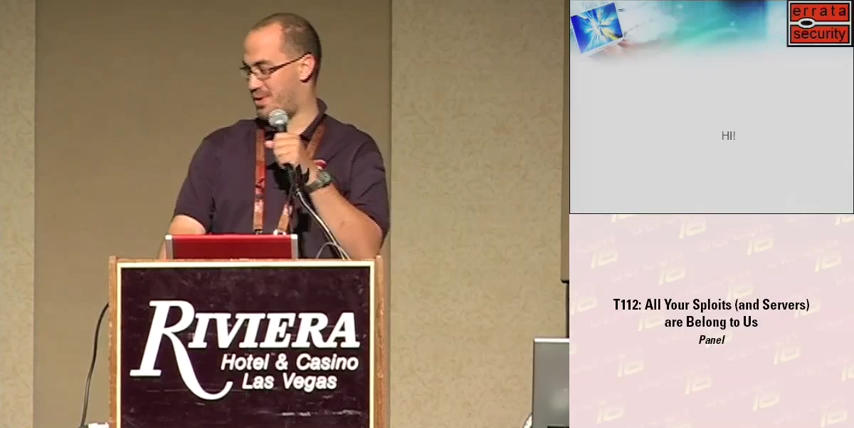 errata
security
HI!
RIVIERA
Hotel & Casino
Las Vegas
T112: All Your Sploits (and Servers)
are Belong to Us
Panel